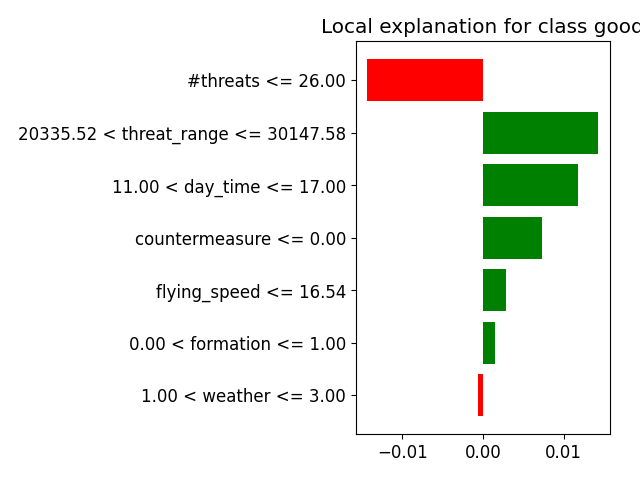 Local explanation for class good
#threats <= 26.00
20335.52 < threat_range <= 30147.58
11.00 < day_time <= 17.00
countermeasure <= 0.00
flying_speed <= 16.54
0.00 < formation <= 1.00
1.00 < weather <= 3.00
−0.01 0.00 0.01